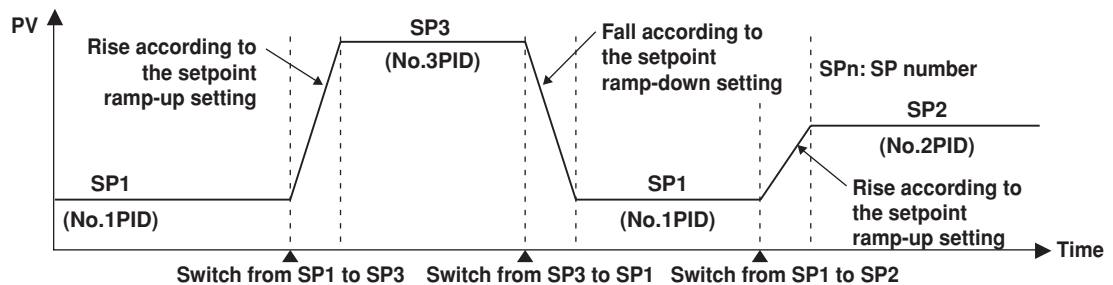 PV
Rise according to
the setpoint
ramp-up setting
SP3
(No.3PID)
Fall according to
the setpoint
ramp-down setting
SPn: SP number
SP2
(No.2PID)
SP1
(No.1PID)
SP1
(No.1PID)
Rise according to
the setpoint
ramp-up setting
Time
Switch from SP1 to SP3
Switch from SP3 to SP1
Switch from SP1 to SP2